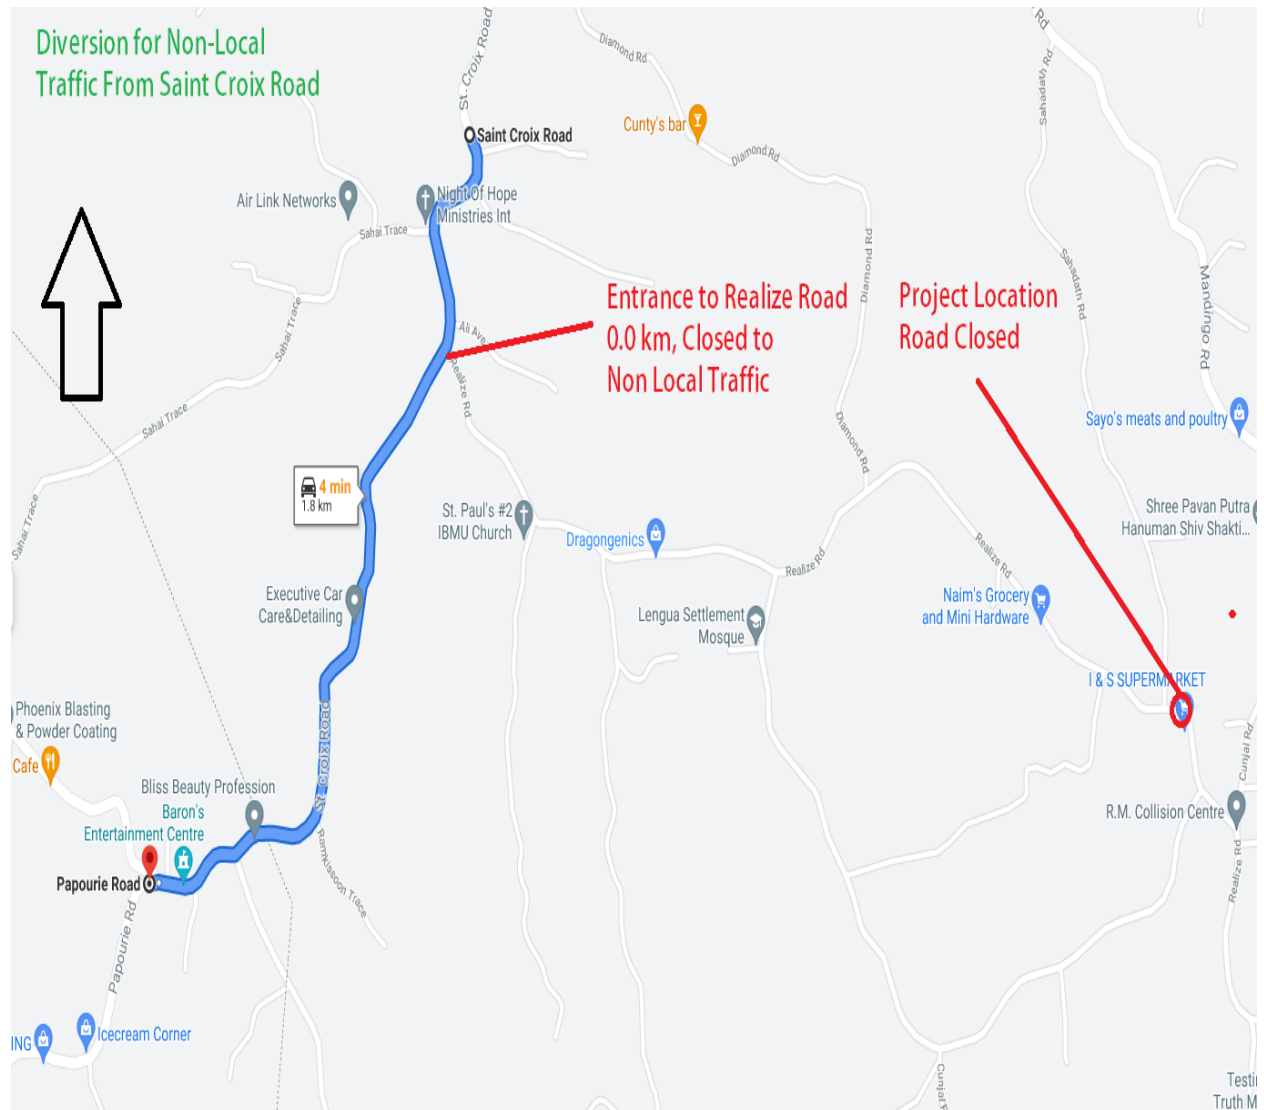 Diversion for Non-Local
Traffic From Saint Croix Road
St. Croix Road
Diamond Rd
Rd
Sahadath Rd
Cunty's bar
Saint Croix Road
Diamond Rd
Air Link Networks
Night Of Hope
Ministries Int
Sahai Trace
Diamond Rd
Sahadath Rd
Mandingo Rd
Entrance to Realize Road
0.0 km, Closed to
Non Local Traffic
Project Location
Road Closed
Sahai Trace
Ali Ave
Realize Rd
Sahai Trace
Diamond Rd
Sayo's meats and poultry
4 min
1.8 km
Sahai Trace
St. Paul's #2
IBMU Church
Dragongenics
Realize Rd
Realize Rd
Shree Pavan Putra
Hanuman Shiv Shakti...
Executive Car
Care&Detailing
Lengua Settlement
Mosque
Naim's Grocery
and Mini Hardware
I & S SUPERMARKET
Phoenix Blasting
& Powder Coating
Cafe
St. Croix Road
Cunjal Rd
Bliss Beauty Profession
Baron's
Entertainment Centre
R.M. Collision Centre
Ramkissoon Trace
Papourie Road
Realize Rd
Papourie Rd
ING
Icecream Corner
Cunjal R
Testi
Truth M